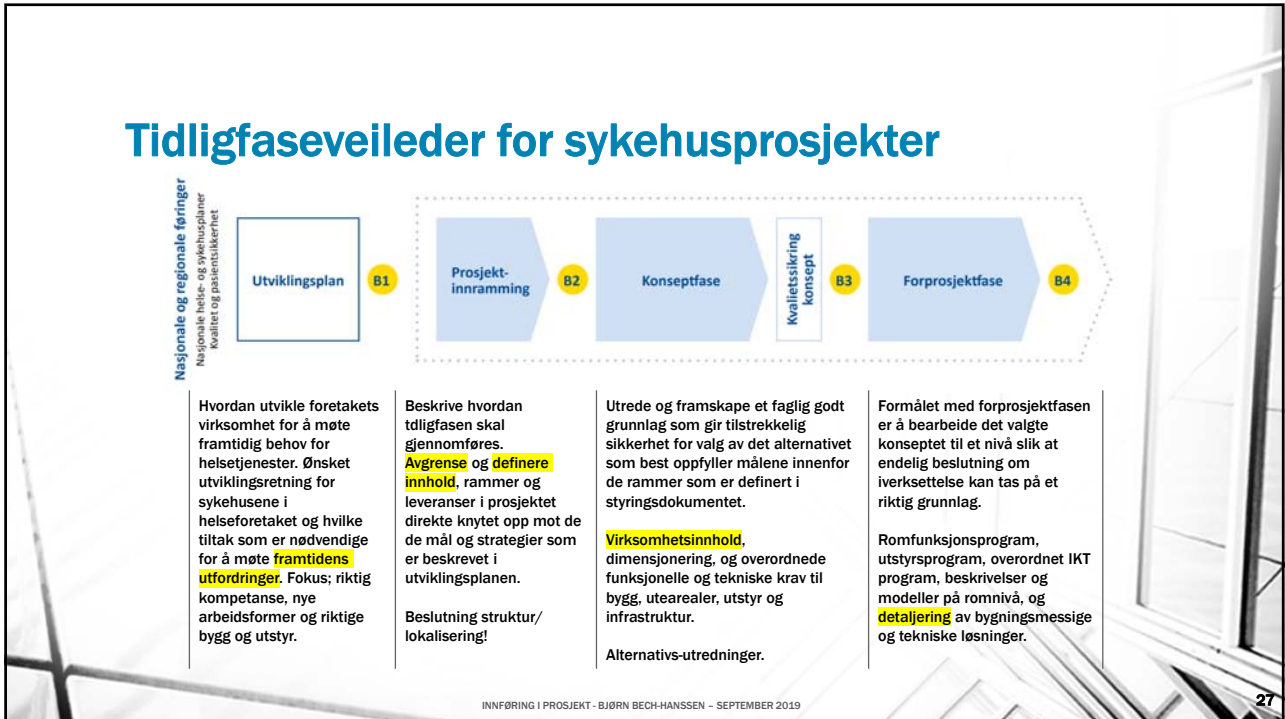 Tidligfaseveileder for sykehusprosjekter
Nasjonale og regionale føringer
Nasjonale helse- og sykehusplaner
Kvalitet og pasientsikkerhet
Utviklingsplan
B1
Prosjekt-
innramming
B2
Konseptfase
Kvalietssikring
konsept
B3
Forprosjektfase
B4
Hvordan utvikle foretakets
virksomhet for å møte
framtidig behov for
helsetjenester. Ønsket
utviklingsretning for
sykehusene i
helseforetaket og hvilke
tiltak som er nødvendige
for å møte framtidens
utfordringer. Fokus; riktig
kompetanse, nye
arbeidsformer og riktige
bygg og utstyr.
Beskrive hvordan
tdligfasen skal
gjennomføres.
Avgrense og definere
innhold, rammer og
leveranser i prosjektet
direkte knytet opp mot de
de mål og strategier som
er beskrevet i
utviklingsplanen.
Beslutning struktur/
lokalisering!
Utrede og framskape et faglig godt
grunnlag som gir tilstrekkelig
sikkerhet for valg av det alternativet
som best oppfyller målene innenfor
de rammer som er definert i
styringsdokumentet.
Virksomhetsinnhold,
dimensjonering, og overordnede
funksjonelle og tekniske krav til
bygg, utearealer, utstyr og
infrastruktur.
Alternativs-utredninger.
Formålet med forprosjektfasen
er å bearbeide det valgte
konseptet til et nivå slik at
endelig beslutning om
iverksettelse kan tas på et
riktig grunnlag.
Romfunksjonsprogram,
utstyrsprogram, overordnet IKT
program, beskrivelser og
modeller på romnivå, og
detaljering av bygningsmessige
og tekniske løsninger.
INNFØRING I PROSJEKT - BJØRN BECH-HANSSEN – SEPTEMBER 2019
27